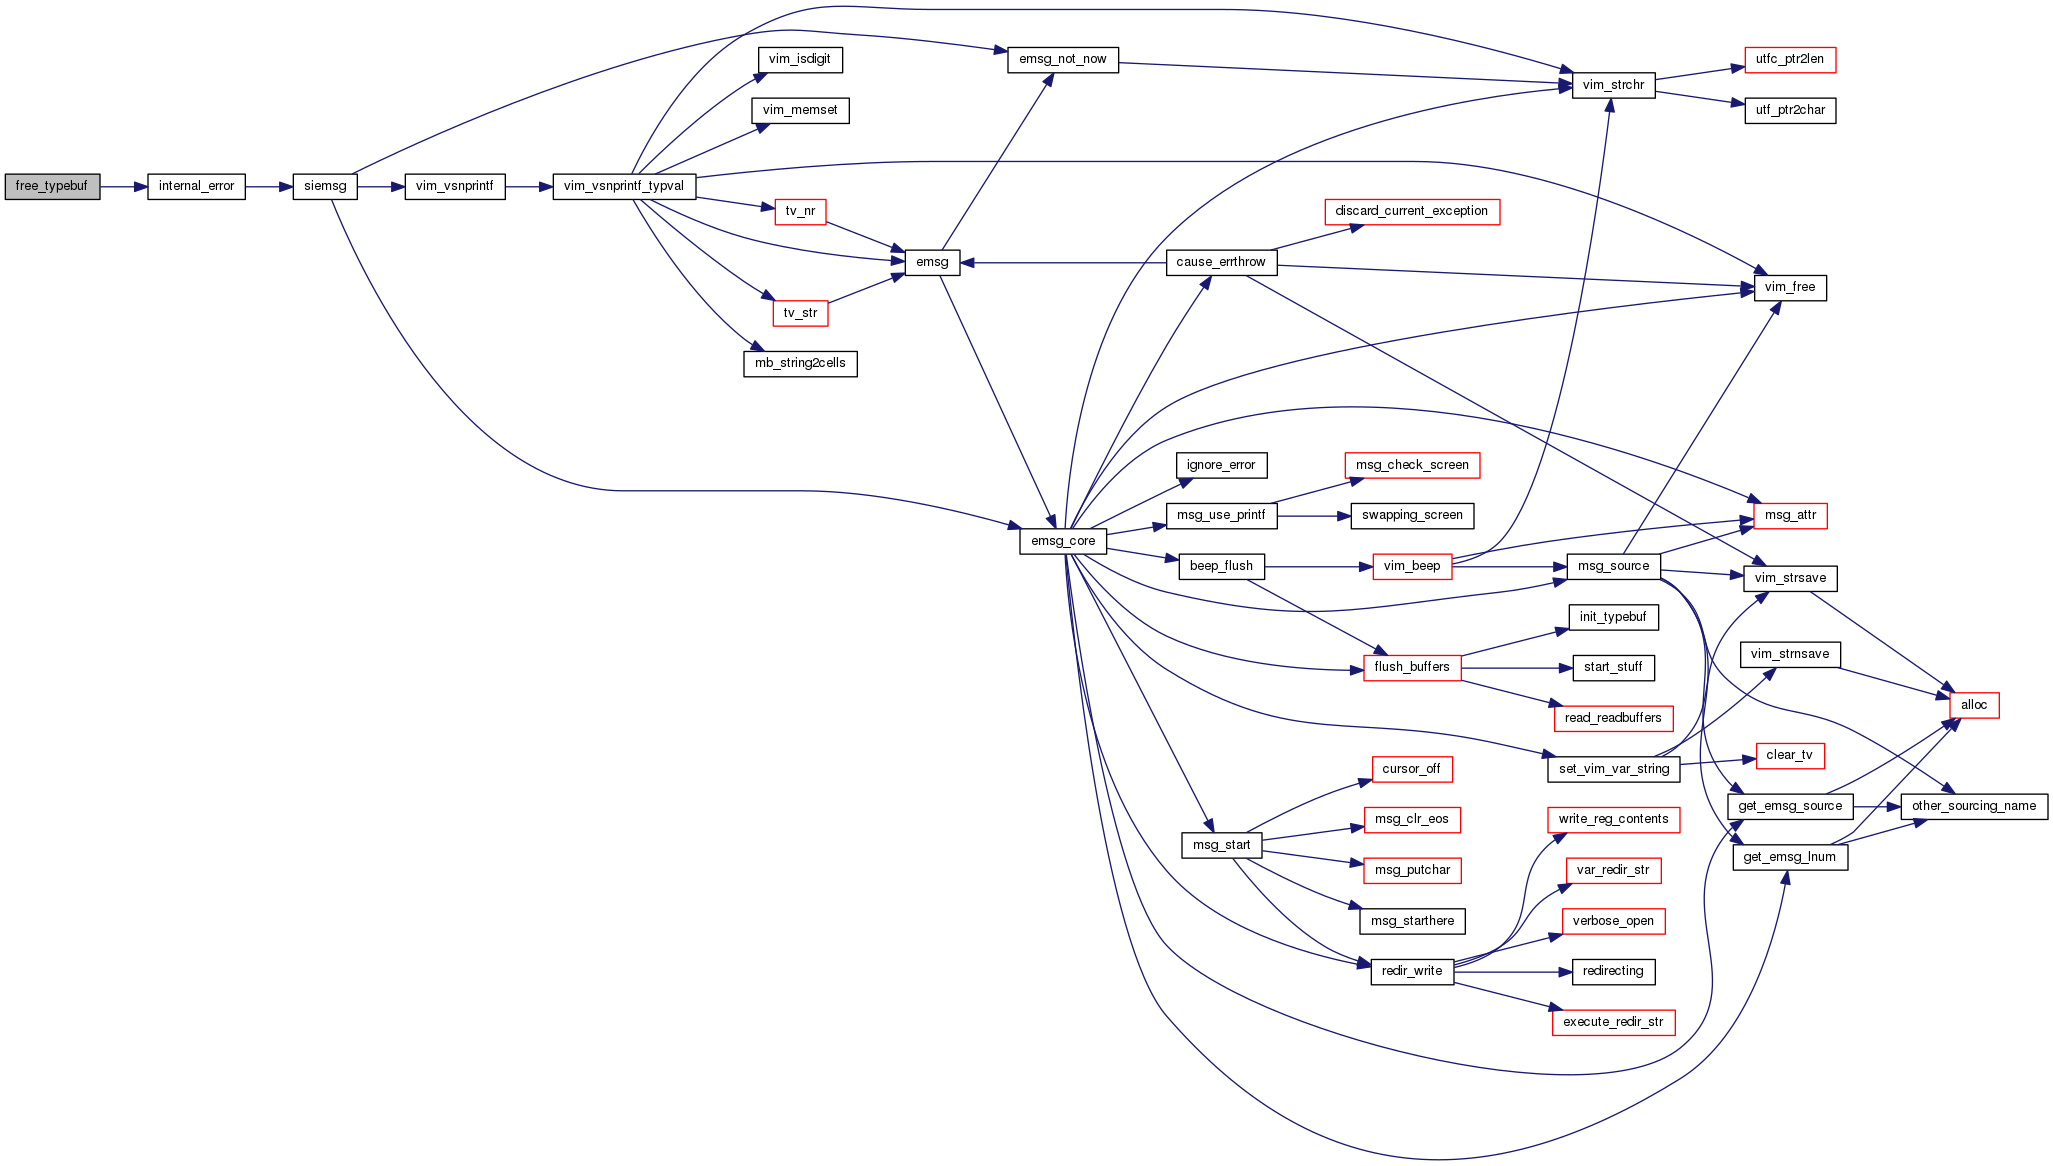 free_typebuf
internal_error
siemsg
vim_vsnprintf
vim_vsnprintf_typval
vim_isdigit
vim_memset
tv_nr
tv_str
mb_string2cells
emsg
emsg_not_now
emsg_core
cause_errthrow
discard_current_exception
ignore_error
msg_use_printf
msg_check_screen
swapping_screen
beep_flush
vim_beep
flush_buffers
msg_start
cursor_off
msg_clr_eos
msg_putchar
msg_starthere
redir_write
vim_strchr
utfc_ptr2len
utf_ptr2char
vim_free
msg_attr
msg_source
vim_strsave
init_typebuf
start_stuff
read_readbuffers
vim_strnsave
alloc
set_vim_var_string
clear_tv
get_emsg_source
other_sourcing_name
get_emsg_lnum
write_reg_contents
var_redir_str
verbose_open
redirecting
execute_redir_str